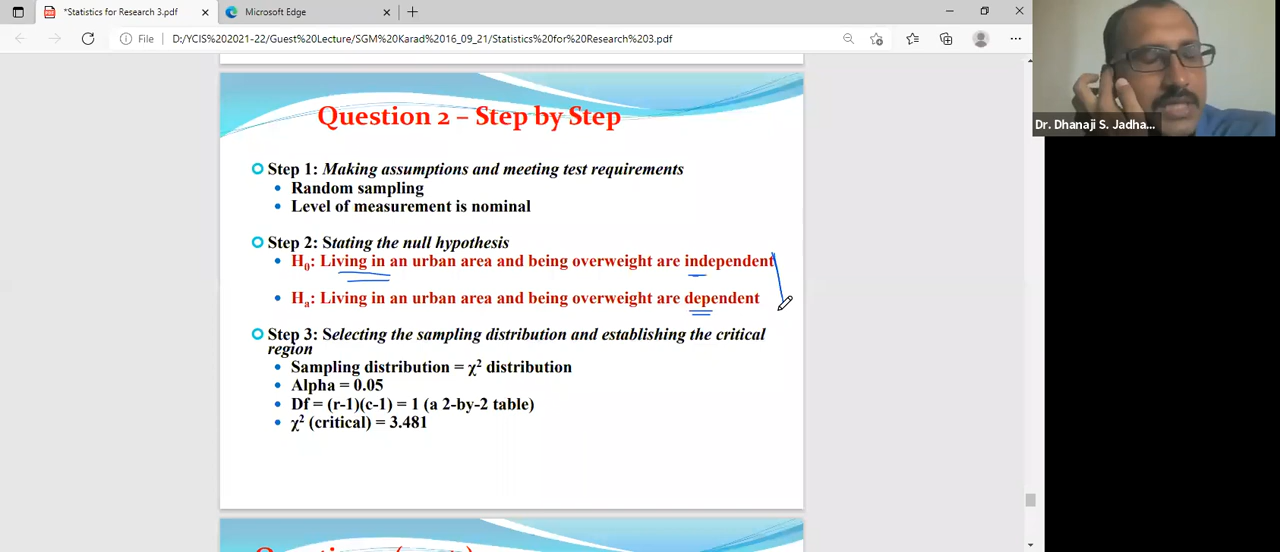 *Statistics for Research 3.pdf
Microsoft Edge
File
D:/YCIS%202021-22/Guest%20Lecture/SGM%20Karad%2016_09_21/Statistics%20for%20Research%203.pdf
Question 2 – Step by Step
Step 1: Making assumptions and meeting test requirements
Random sampling
Level of measurement is nominal
Step 2: Stating the null hypothesis
H₀: Living in an urban area and being overweight are independent
Hₐ: Living in an urban area and being overweight are dependent
Step 3: Selecting the sampling distribution and establishing the critical
region
Sampling distribution = χ² distribution
Alpha = 0.05
Df = (r-1)(c-1) = 1 (a 2-by-2 table)
χ² (critical) = 3.481
Dr. Dhanaji S. Jadha...